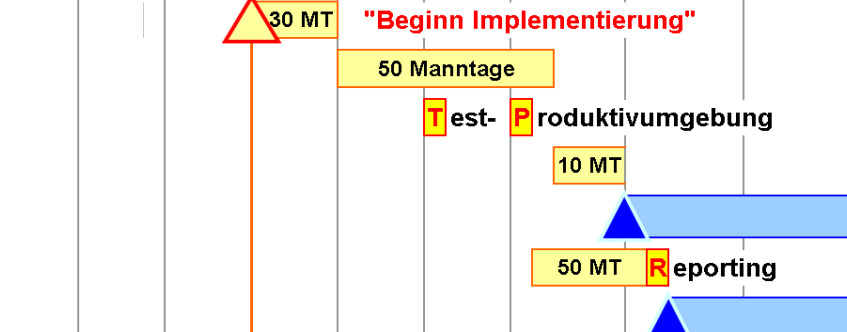 30 MT "Beginn Implementierung"
50 Manntage
Test- Produktivumgebung
10 MT
50 MT Reporting